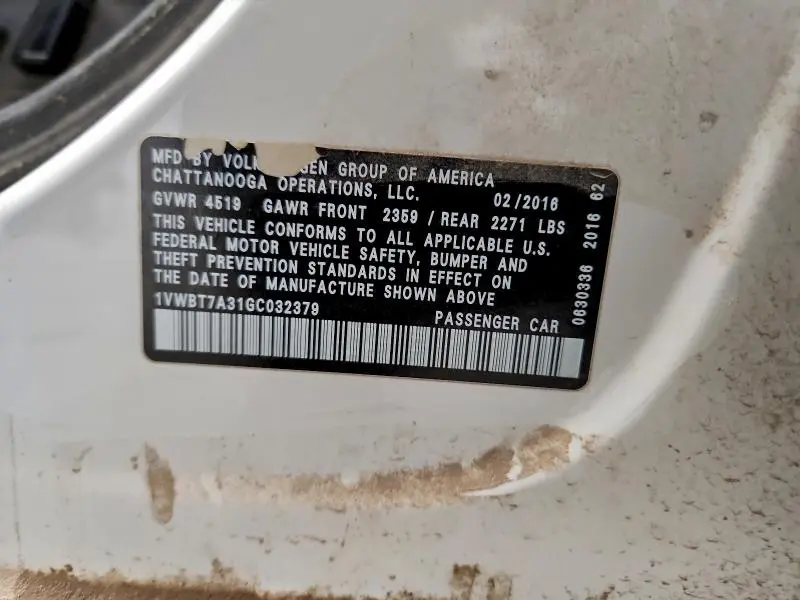 MFD BY VOLK GEN GROUP OF AMERICA
CHATTANOOGA OPERATIONS, LLC. 02/2016
GVWR 4519 GAWR FRONT 2359 / REAR 2271 LBS
THIS VEHICLE CONFORMS TO ALL APPLICABLE U.S.
FEDERAL MOTOR VEHICLE SAFETY, BUMPER AND
THEFT PREVENTION STANDARDS IN EFFECT ON
THE DATE OF MANUFACTURE SHOWN ABOVE
1VWBT7A31GC032379 PASSENGER CAR
0630336 2016 62